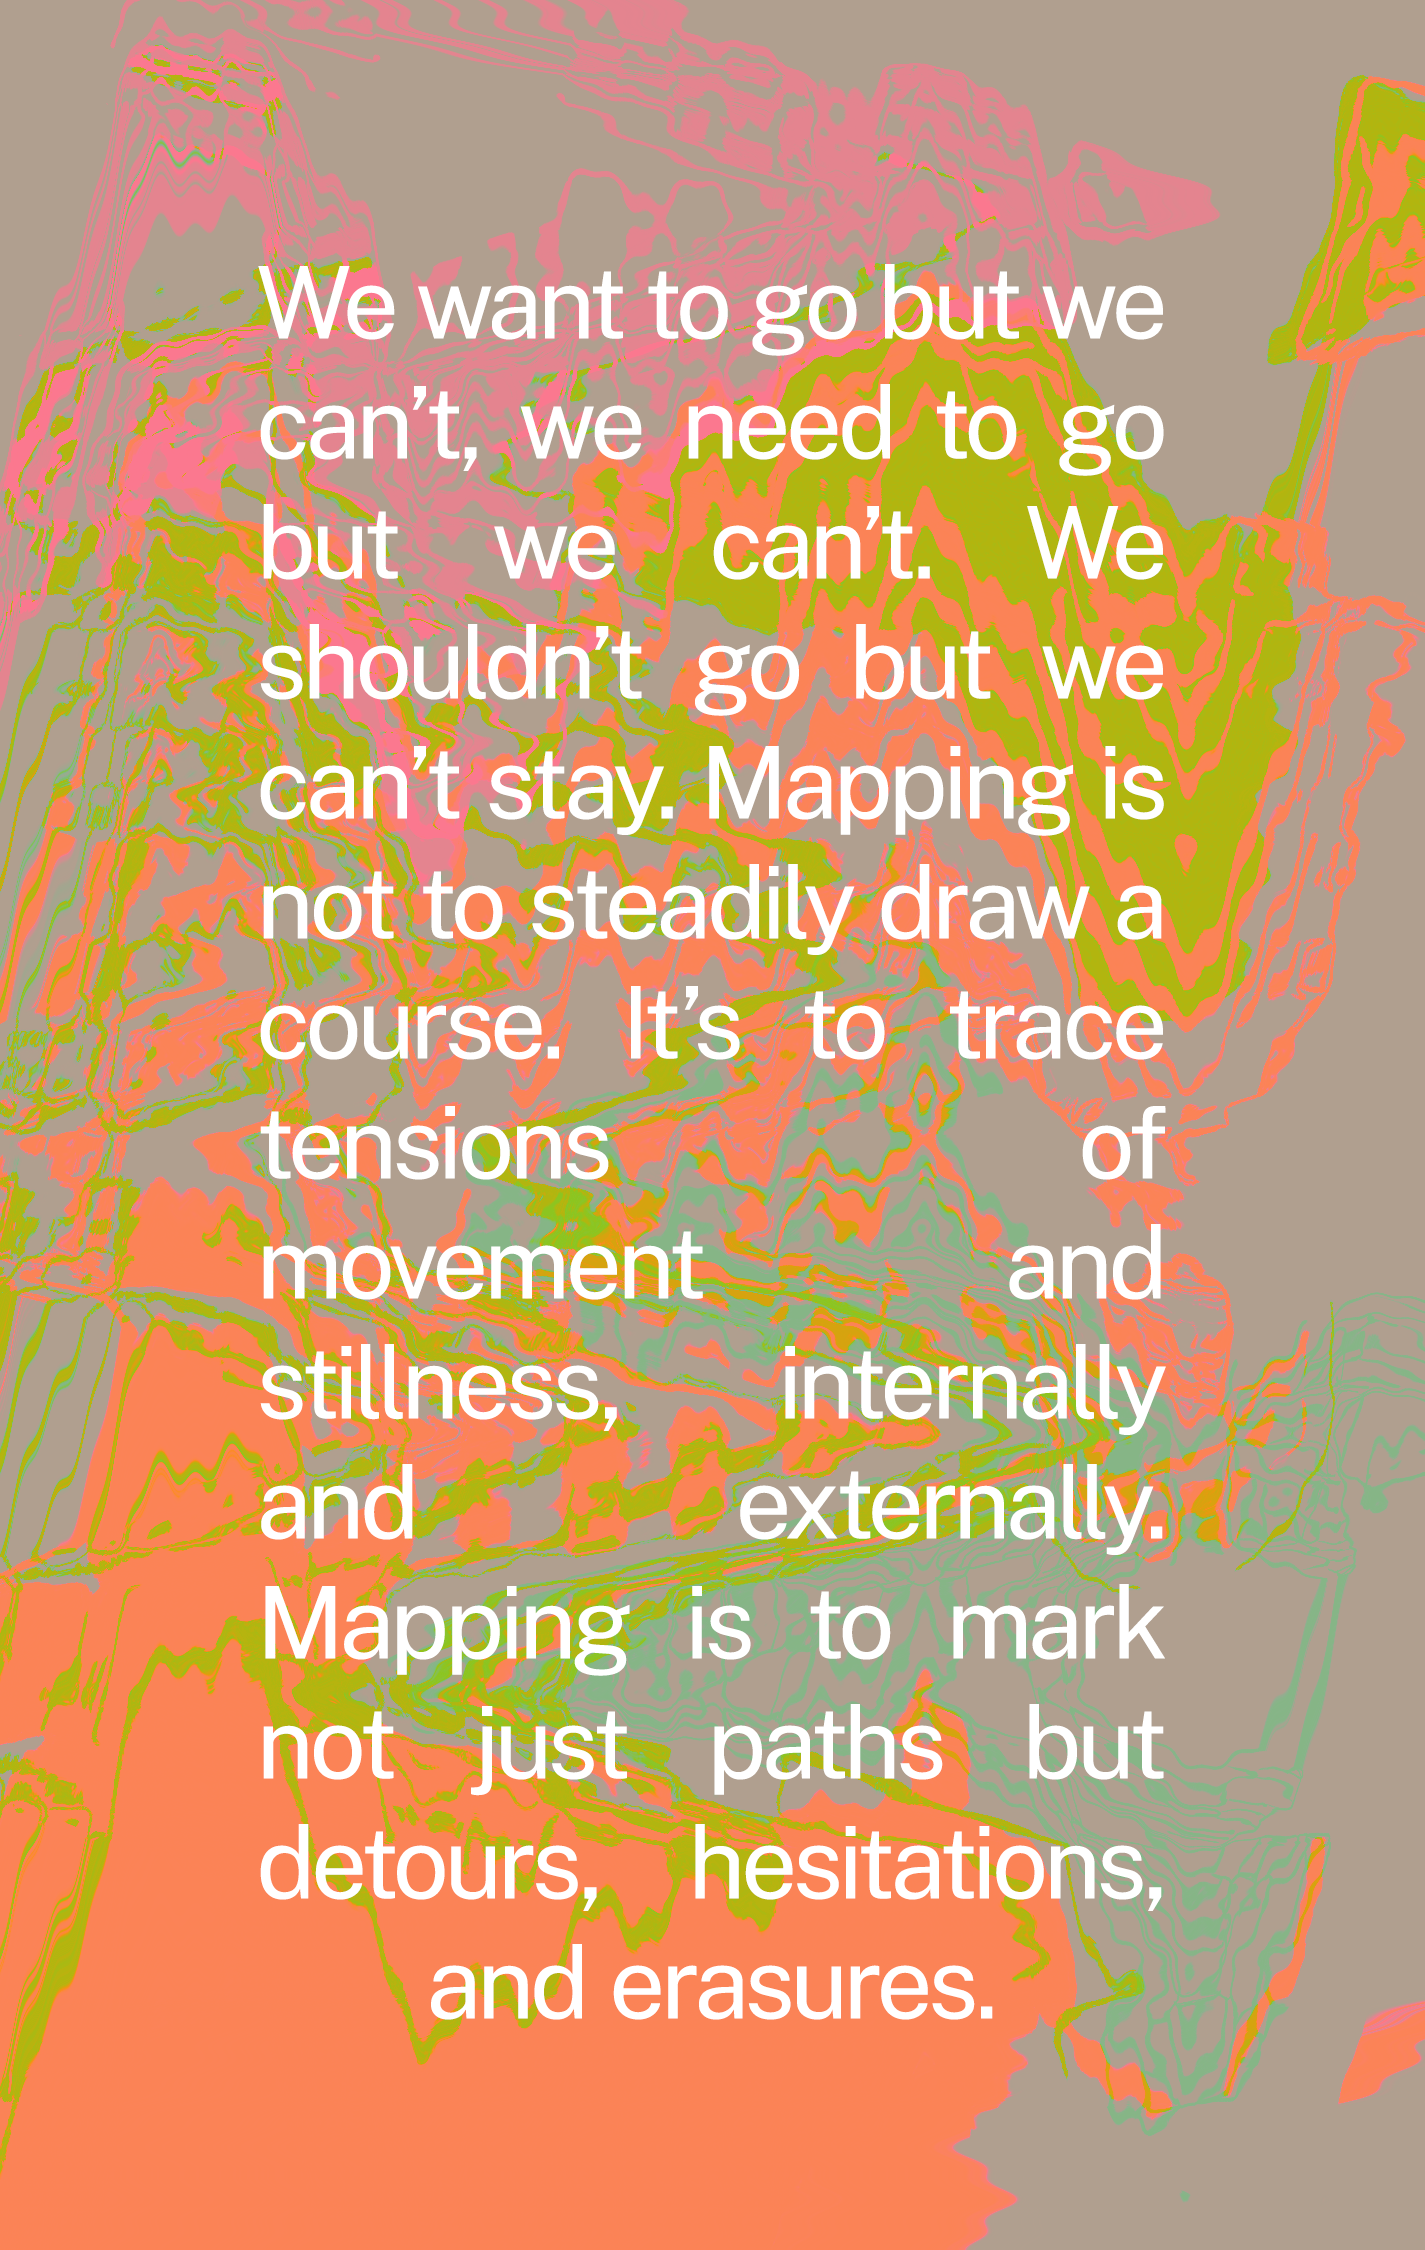 We want to go but we
can’t, we need to go
but we can’t. We
shouldn’t go but we
can’t stay. Mapping is
not to steadily draw a
course. It’s to trace
tensions of
movement and
stillness, internally
and externally.
Mapping is to mark
not just paths but
detours, hesitations,
and erasures.